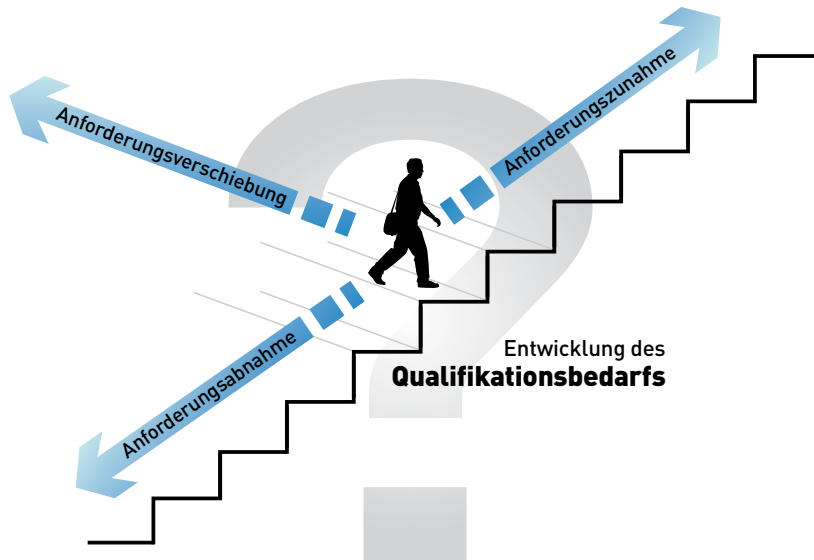 Anforderungsverschiebung
Anforderungszunahme
Anforderungsabnahme
Entwicklung des
Qualifikationsbedarfs